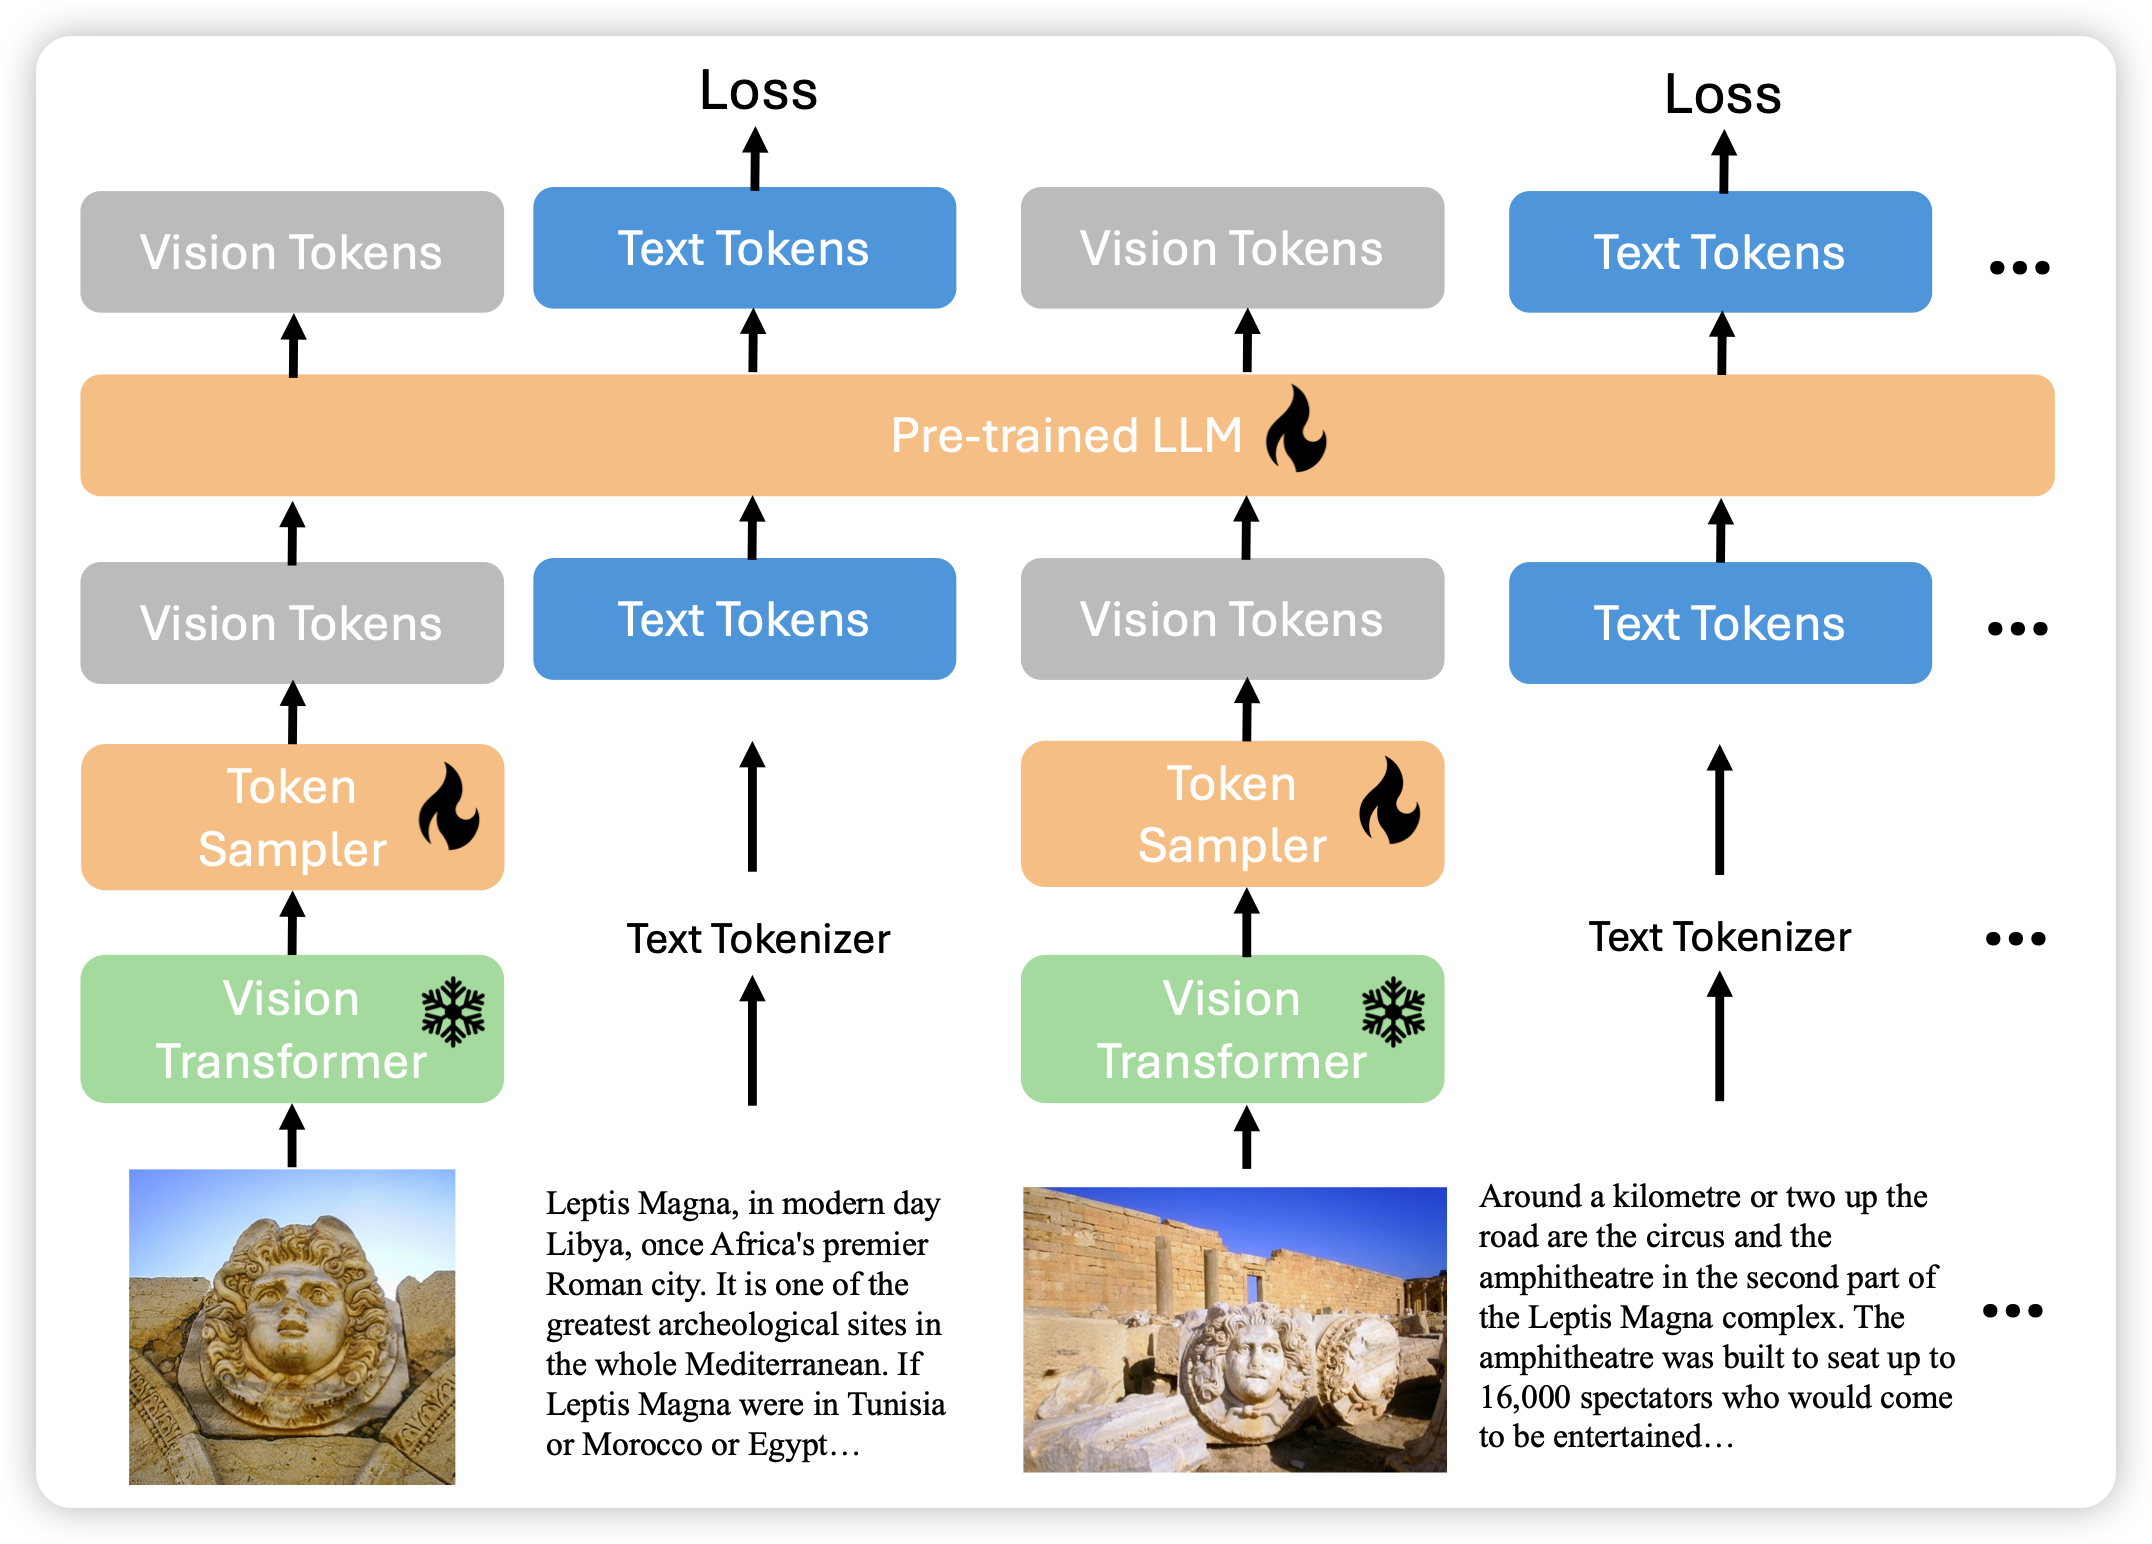 Loss
Loss
Vision Tokens
Text Tokens
Vision Tokens
Text Tokens
...
Pre-trained LLM
Vision Tokens
Text Tokens
Vision Tokens
Text Tokens
...
Token
Sampler
Token
Sampler
Text Tokenizer
Text Tokenizer
...
Vision
Transformer
Vision
Transformer
Leptis Magna, in modern day
Libya, once Africa's premier
Roman city. It is one of the
greatest archeological sites in
the whole Mediterranean. If
Leptis Magna were in Tunisia
or Morocco or Egypt…
Around a kilometre or two up the
road are the circus and the
amphitheatre in the second part of
the Leptis Magna complex. The
amphitheatre was built to seat up to
16,000 spectators who would come
to be entertained…
...